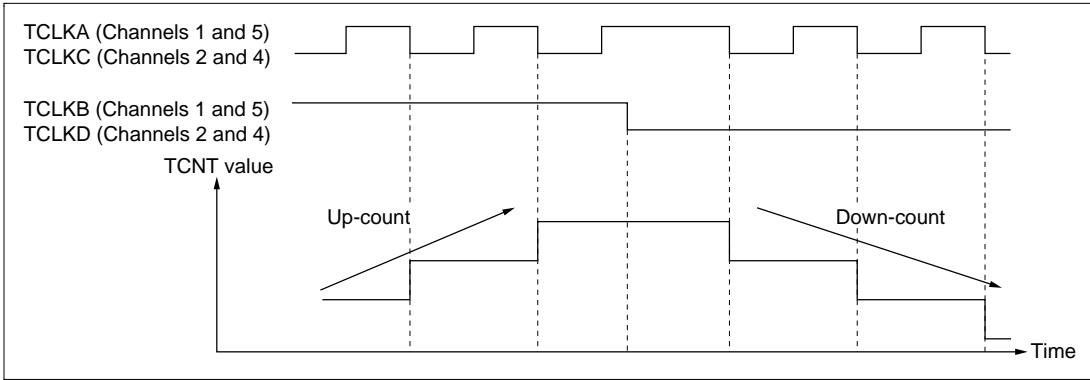 TCLKA (Channels 1 and 5)
TCLKC (Channels 2 and 4)
TCLKB (Channels 1 and 5)
TCLKD (Channels 2 and 4)
TCNT value
Up-count
Down-count
Time